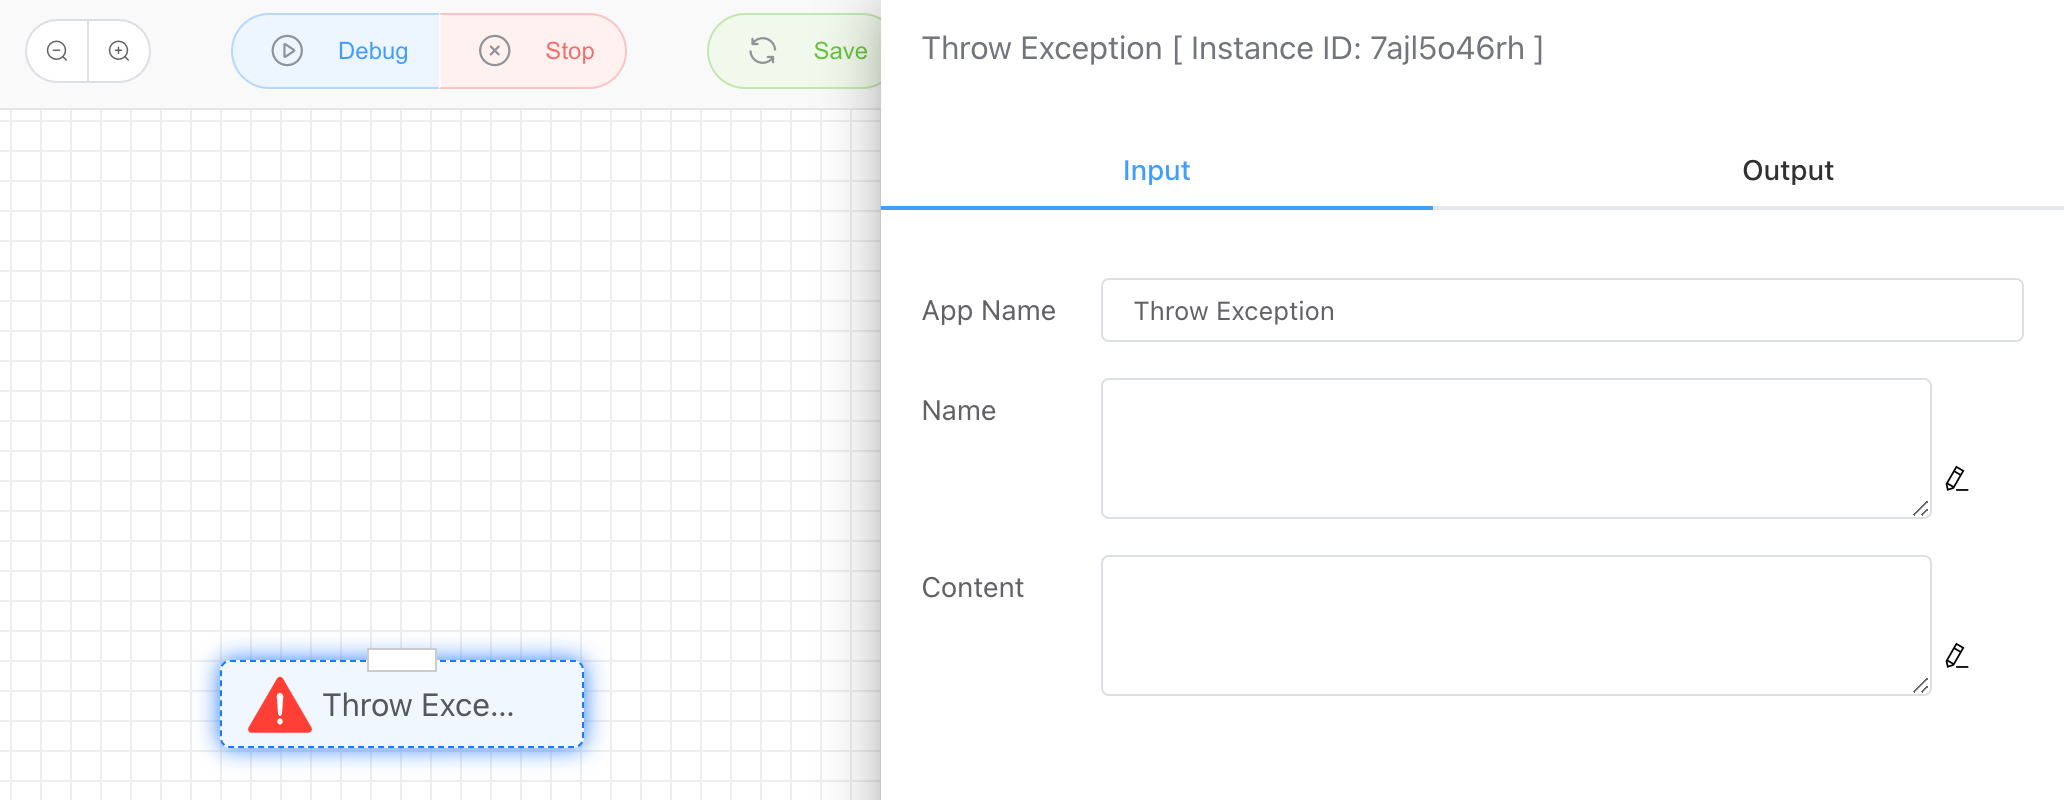 Debug
Stop
Save
Throw Exception [ Instance ID: 7ajl5o46rh ]
Input
Output
App Name
Throw Exception
Name
Content
Throw Exce...